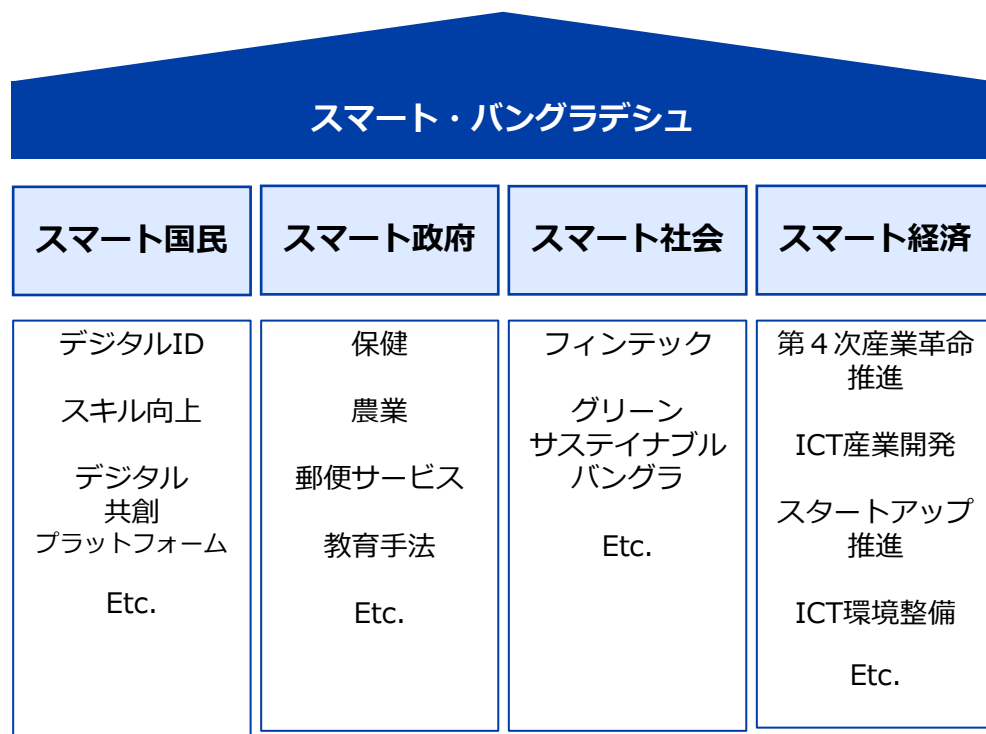 スマート・バングラデシュ
スマート国民
デジタルID
スキル向上
デジタル
共創
プラットフォーム
Etc.
スマート政府
保健
農業
郵便サービス
教育手法
Etc.
スマート社会
フィンテック
グリーン
サステイナブル
バングラ
Etc.
スマート経済
第４次産業革命
推進
ICT産業開発
スタートアップ
推進
ICT環境整備
Etc.